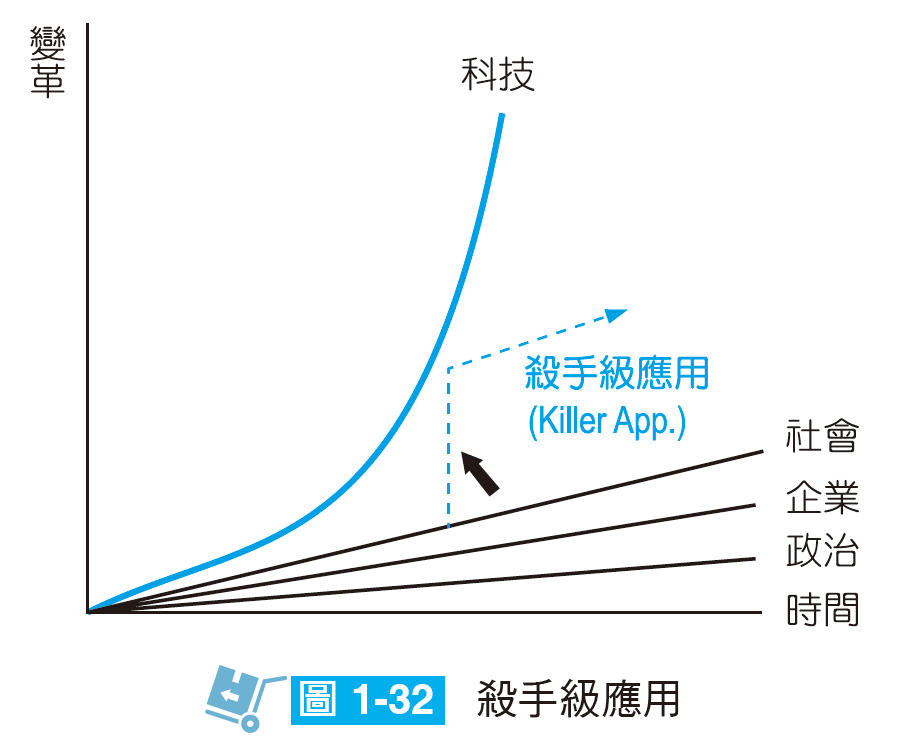 變革
科技
殺手級應用
(Killer App.)
社會
企業
政治
時間
圖 1-32 殺手級應用